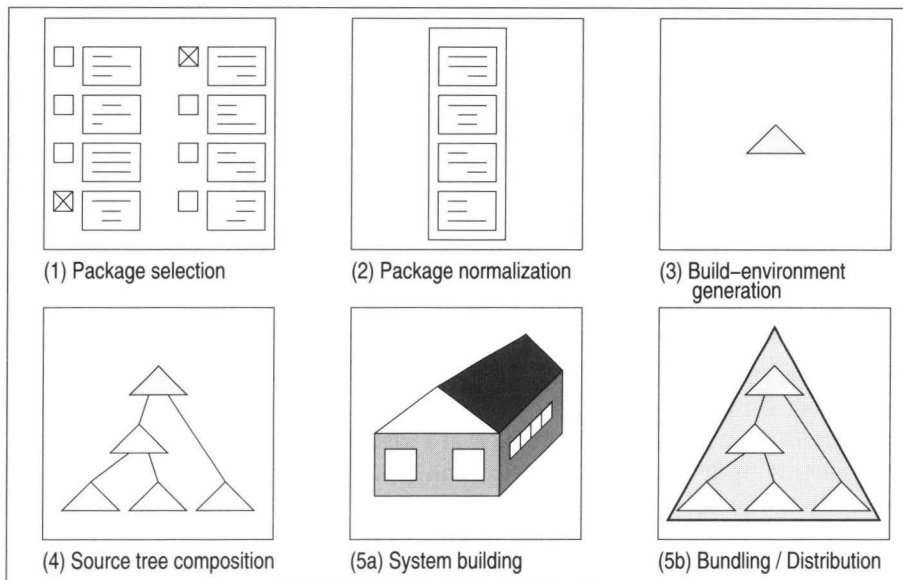 (1) Package selection
(2) Package normalization
(3) Build–environment
generation
(4) Source tree composition
(5a) System building
(5b) Bundling / Distribution